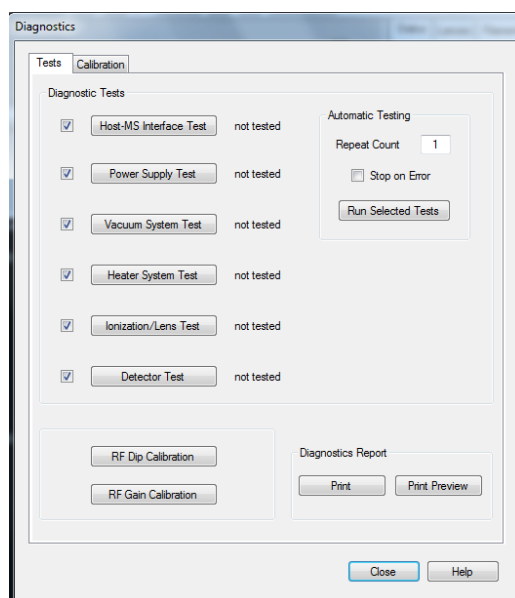 Diagnostics
Tests
Calibration
Diagnostic Tests
Host-MS Interface Test not tested
Power Supply Test not tested
Vacuum System Test not tested
Heater System Test not tested
Ionization/Lens Test not tested
Detector Test not tested
Automatic Testing
Repeat Count 1
Stop on Error
Run Selected Tests
RF Dip Calibration
RF Gain Calibration
Diagnostics Report
Print Print Preview
Close Help